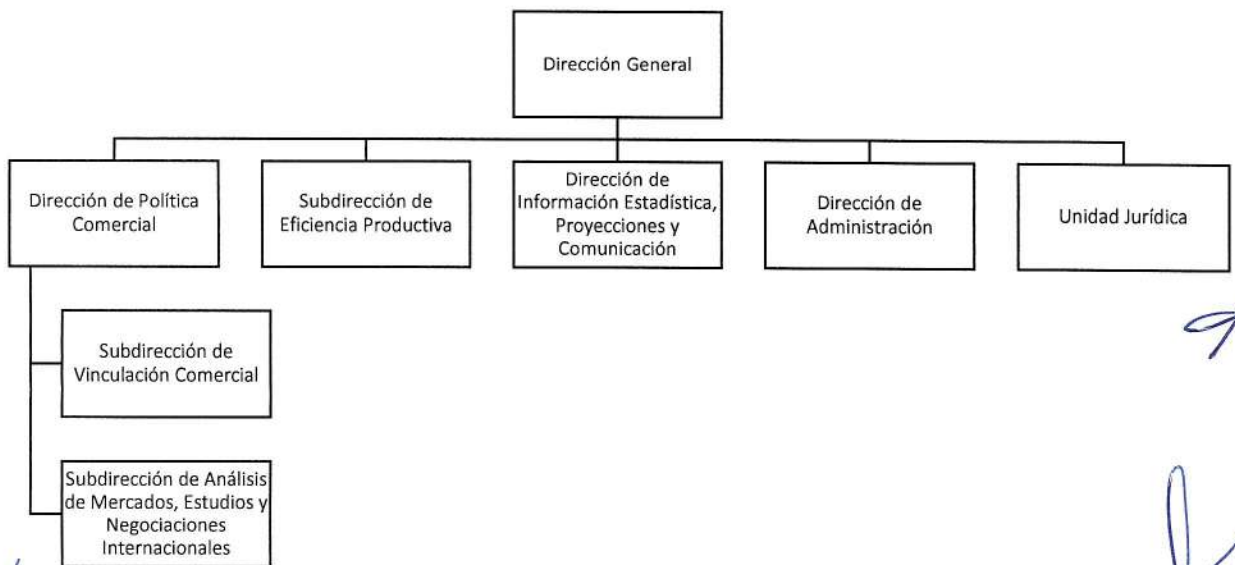 Dirección General
Dirección de Política
Comercial
Subdirección de
Eficiencia Productiva
Dirección de
Información Estadística,
Proyecciones y
Comunicación
Dirección de
Administración
Unidad Jurídica
Subdirección de
Vinculación Comercial
Subdirección de Análisis
de Mercados, Estudios y
Negociaciones
Internacionales